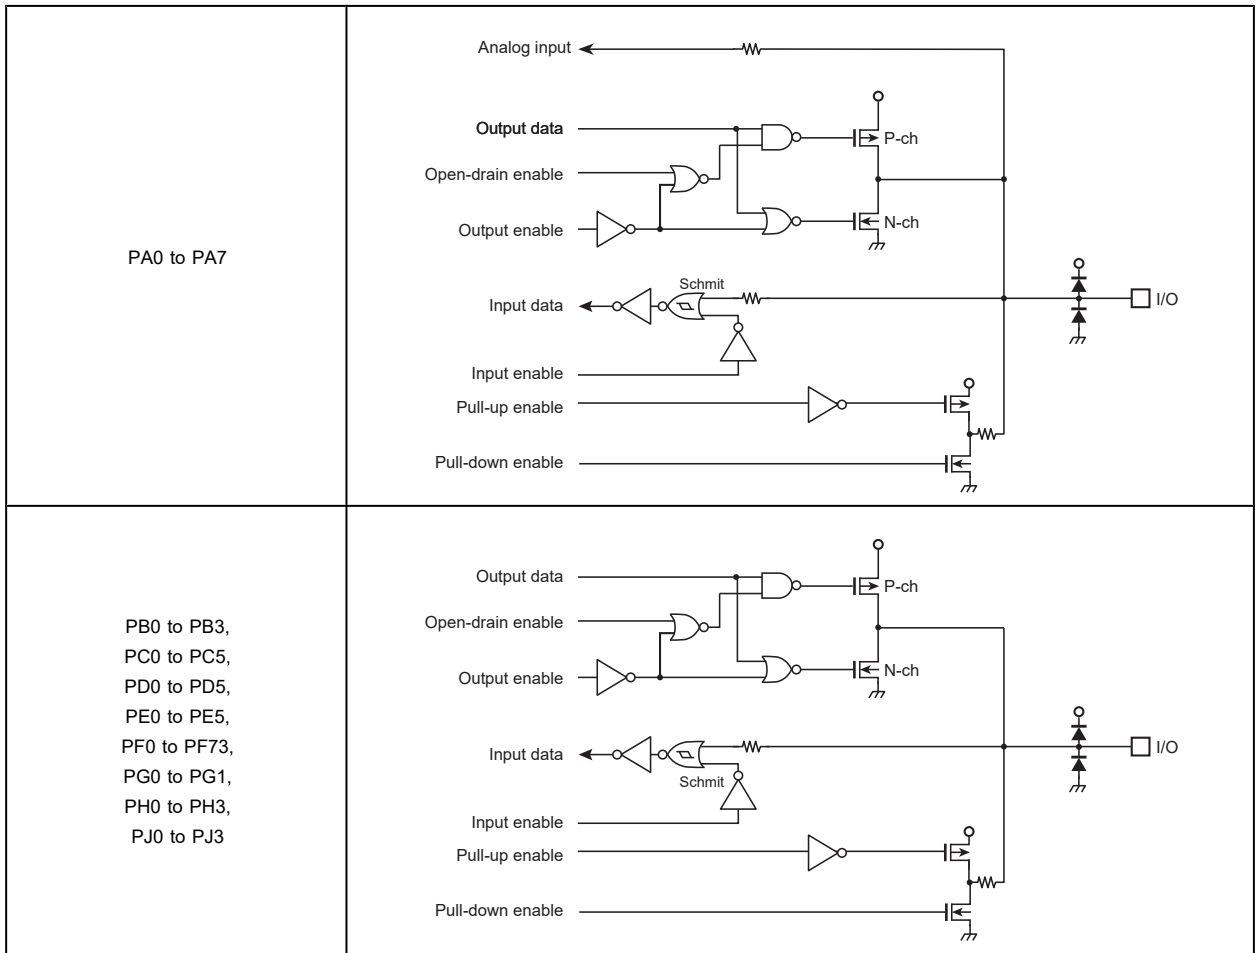 PA0 to PA7
Analog input
Output data
P-ch
Open-drain enable
Output enable
N-ch
Schmit
Input data
I/O
Input enable
Pull-up enable
Pull-down enable
PB0 to PB3,
PC0 to PC5,
PD0 to PD5,
PE0 to PE5,
PF0 to PF73,
PG0 to PG1,
PH0 to PH3,
PJ0 to PJ3
Output data
P-ch
Open-drain enable
Output enable
N-ch
Input data
I/O
Schmit
Input enable
Pull-up enable
Pull-down enable